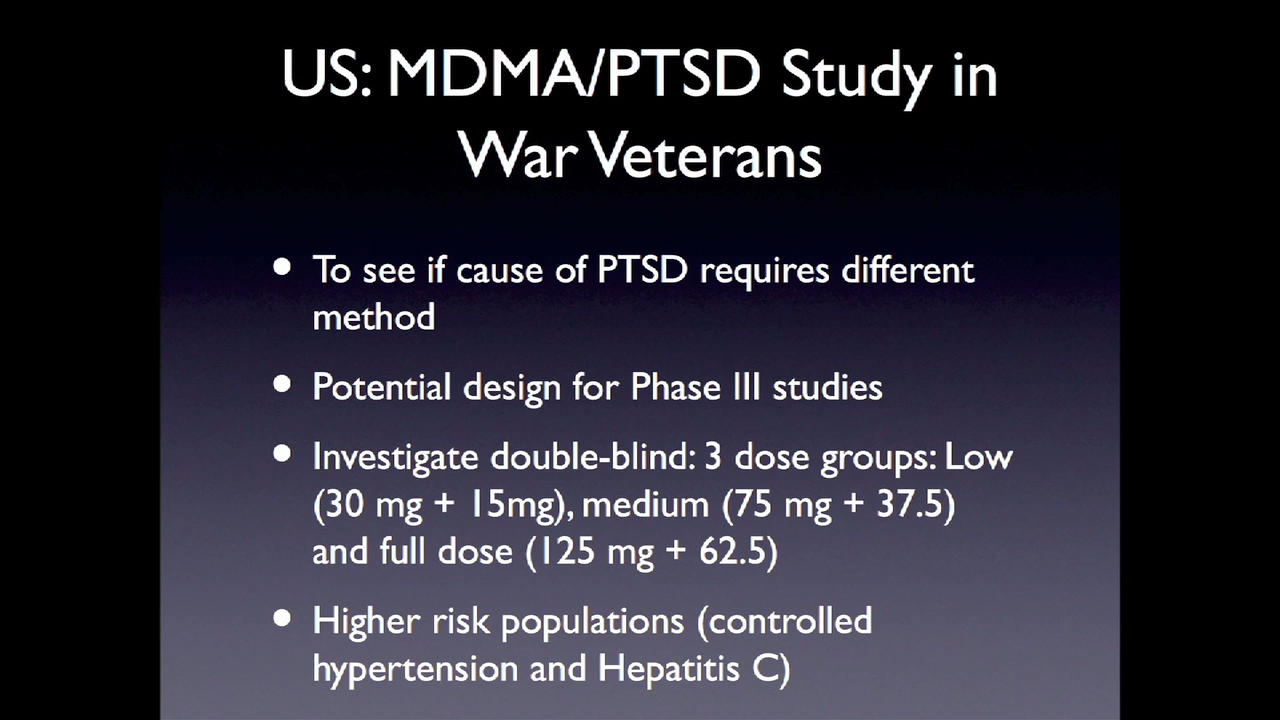 US: MDMA/PTSD Study in
War Veterans
• To see if cause of PTSD requires different
method
• Potential design for Phase III studies
• Investigate double-blind: 3 dose groups: Low
(30 mg + 15mg), medium (75 mg + 37.5)
and full dose (125 mg + 62.5)
• Higher risk populations (controlled
hypertension and Hepatitis C)